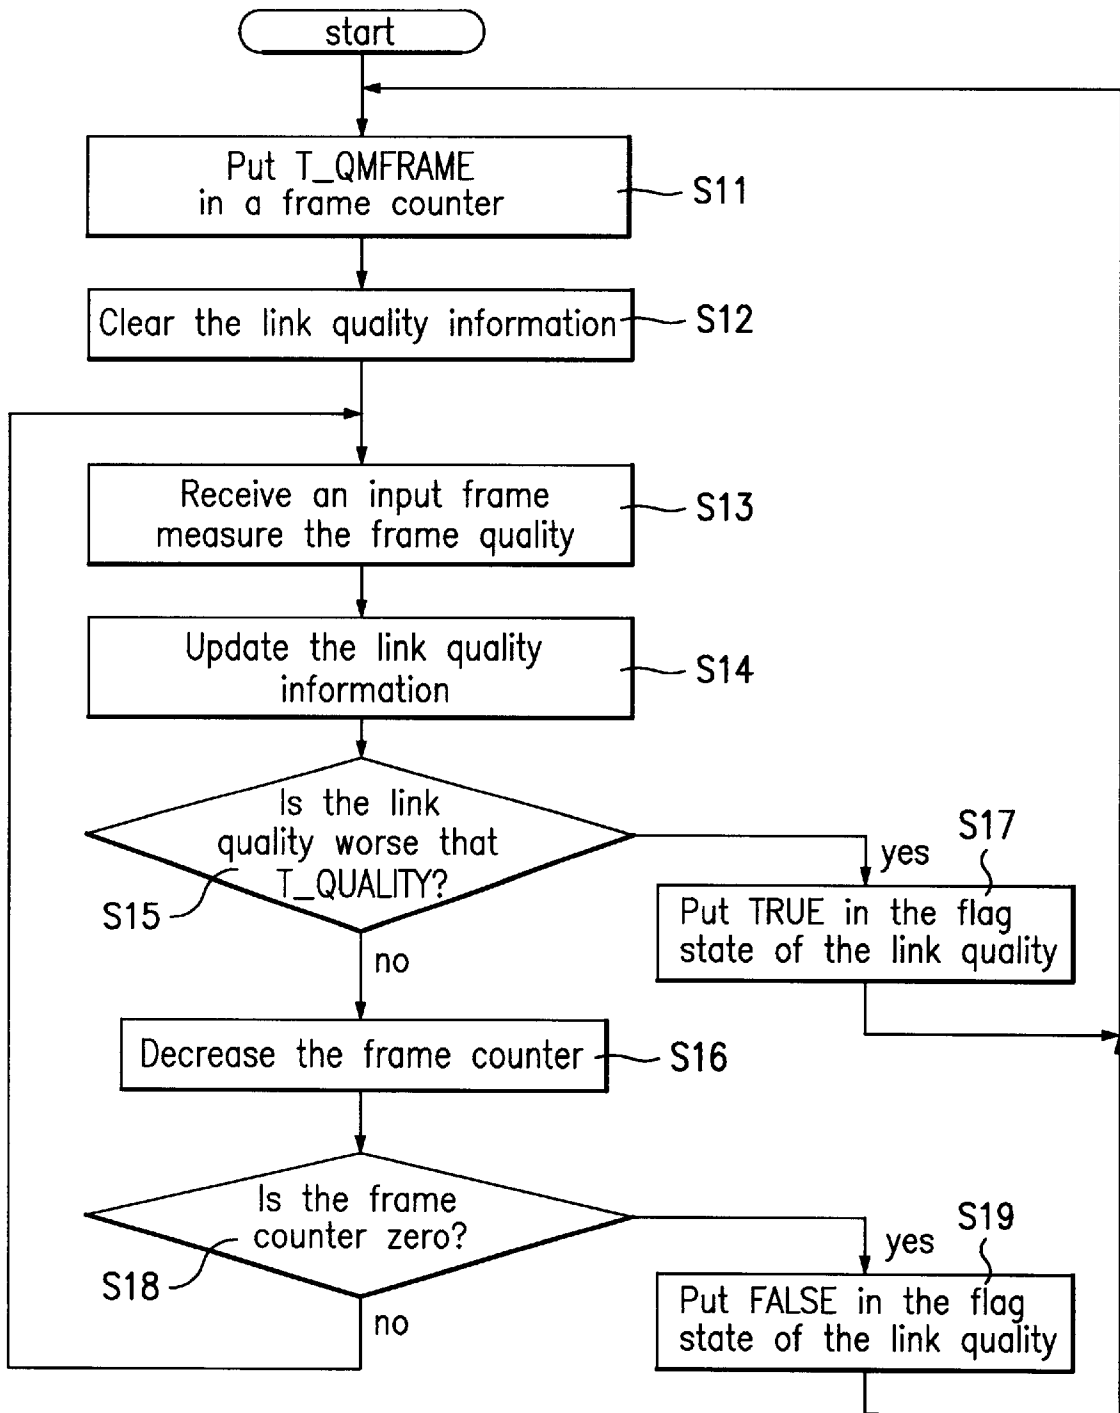 start
Put T_QMFRAME
in a frame counter
S11
Clear the link quality information
S12
Receive an input frame
measure the frame quality
S13
Update the link quality
information
S14
Is the link
quality worse that
T_QUALITY?
S15
yes
S17
Put TRUE in the flag
state of the link quality
no
Decrease the frame counter
S16
Is the frame
counter zero?
S18
yes
S19
Put FALSE in the flag
state of the link quality
no